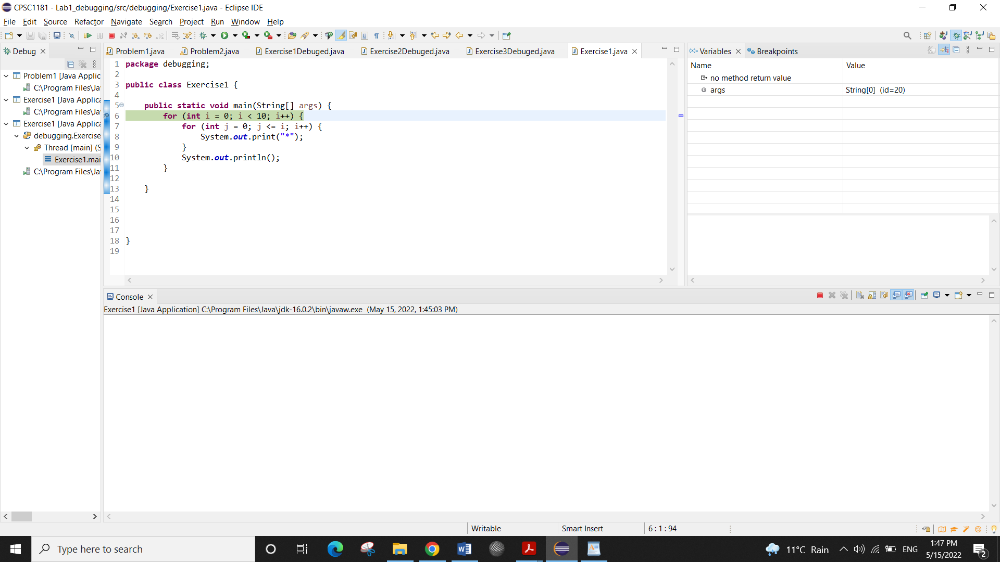 CPSC1181 - Lab1_debugging/src/debugging/Exercise1.java - Eclipse IDE
File Edit Source Refactor Navigate Search Project Run Window Help
Debug
Problem1 [Java Applic
C:\Program Files\Ja
Exercise1 [Java Applica
C:\Program Files\Ja
Exercise1 [Java Applica
debugging.Exercise
Thread [main] (S
Exercise1.mai
C:\Program Files\Ja
Problem1.java Problem2.java Exercise1Debuged.java Exercise2Debuged.java Exercise3Debuged.java Exercise1.java
1 package debugging;
2
3 public class Exercise1 {
4
5 public static void main(String[] args) {
6 for (int i = 0; i < 10; i++) {
7 for (int j = 0; j <= i; i++) {
8 System.out.print("*");
9 }
10 System.out.println();
11 }
12
13 }
14
15
16
17
18 }
19
(x)= Variables Breakpoints
Name Value
no method return value
args String[0] (id=20)
Console
Exercise1 [Java Application] C:\Program Files\Java\jdk-16.0.2\bin\javaw.exe (May 15, 2022, 1:45:03 PM)
Writable Smart Insert 6 : 1 : 94
Type here to search
11°C Rain ENG
1:47 PM
5/15/2022
2